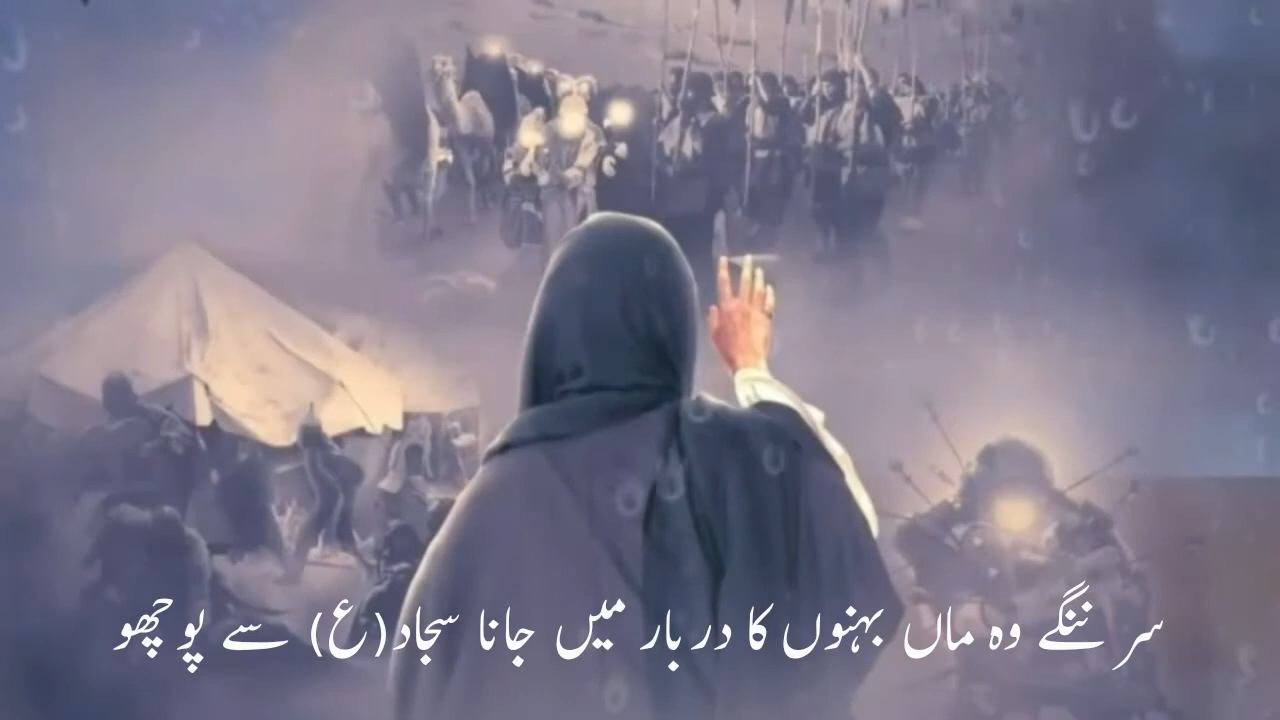 سر ننگے وہ ماں بہنوں کا دربار میں جانا سجاد(ع) سے پوچھو